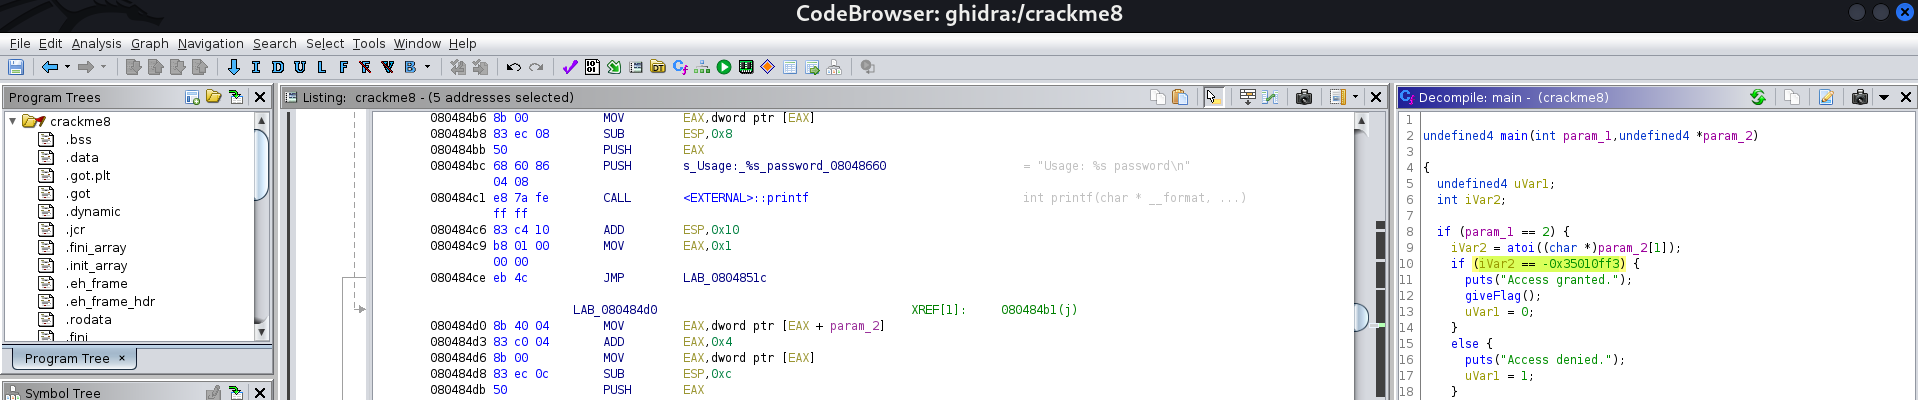 CodeBrowser: ghidra:/crackme8
File Edit Analysis Graph Navigation Search Select Tools Window Help
I D U L F F V B
Program Trees
crackme8
.bss
.data
.got.plt
.got
.dynamic
.jcr
.fini_array
.init_array
.eh_frame
.eh_frame_hdr
.rodata
.fini
Program Tree ×
Symbol Tree
Listing: crackme8 - (5 addresses selected)
080484b6 8b 00 MOV EAX,dword ptr [EAX]
080484b8 83 ec 08 SUB ESP,0x8
080484bb 50 PUSH EAX
080484bc 68 60 86 PUSH s_Usage:_%s_password_08048660 = "Usage: %s password\n"
04 08
080484c1 e8 7a fe CALL <EXTERNAL>::printf int printf(char * __format, ...)
ff ff
080484c6 83 c4 10 ADD ESP,0x10
080484c9 b8 01 00 MOV EAX,0x1
00 00
080484ce eb 4c JMP LAB_0804851c
LAB_080484d0 XREF[1]: 080484b1(j)
080484d0 8b 40 04 MOV EAX,dword ptr [EAX + param_2]
080484d3 83 c0 04 ADD EAX,0x4
080484d6 8b 00 MOV EAX,dword ptr [EAX]
080484d8 83 ec 0c SUB ESP,0xc
080484db 50 PUSH EAX
Decompile: main - (crackme8)
1
2 undefined4 main(int param_1,undefined4 *param_2)
3
4 {
5 undefined4 uVar1;
6 int iVar2;
7
8 if (param_1 == 2) {
9 iVar2 = atoi((char *)param_2[1]);
10 if (iVar2 == -0x35010ff3) {
11 puts("Access granted.");
12 giveFlag();
13 uVar1 = 0;
14 }
15 else {
16 puts("Access denied.");
17 uVar1 = 1;
18 }